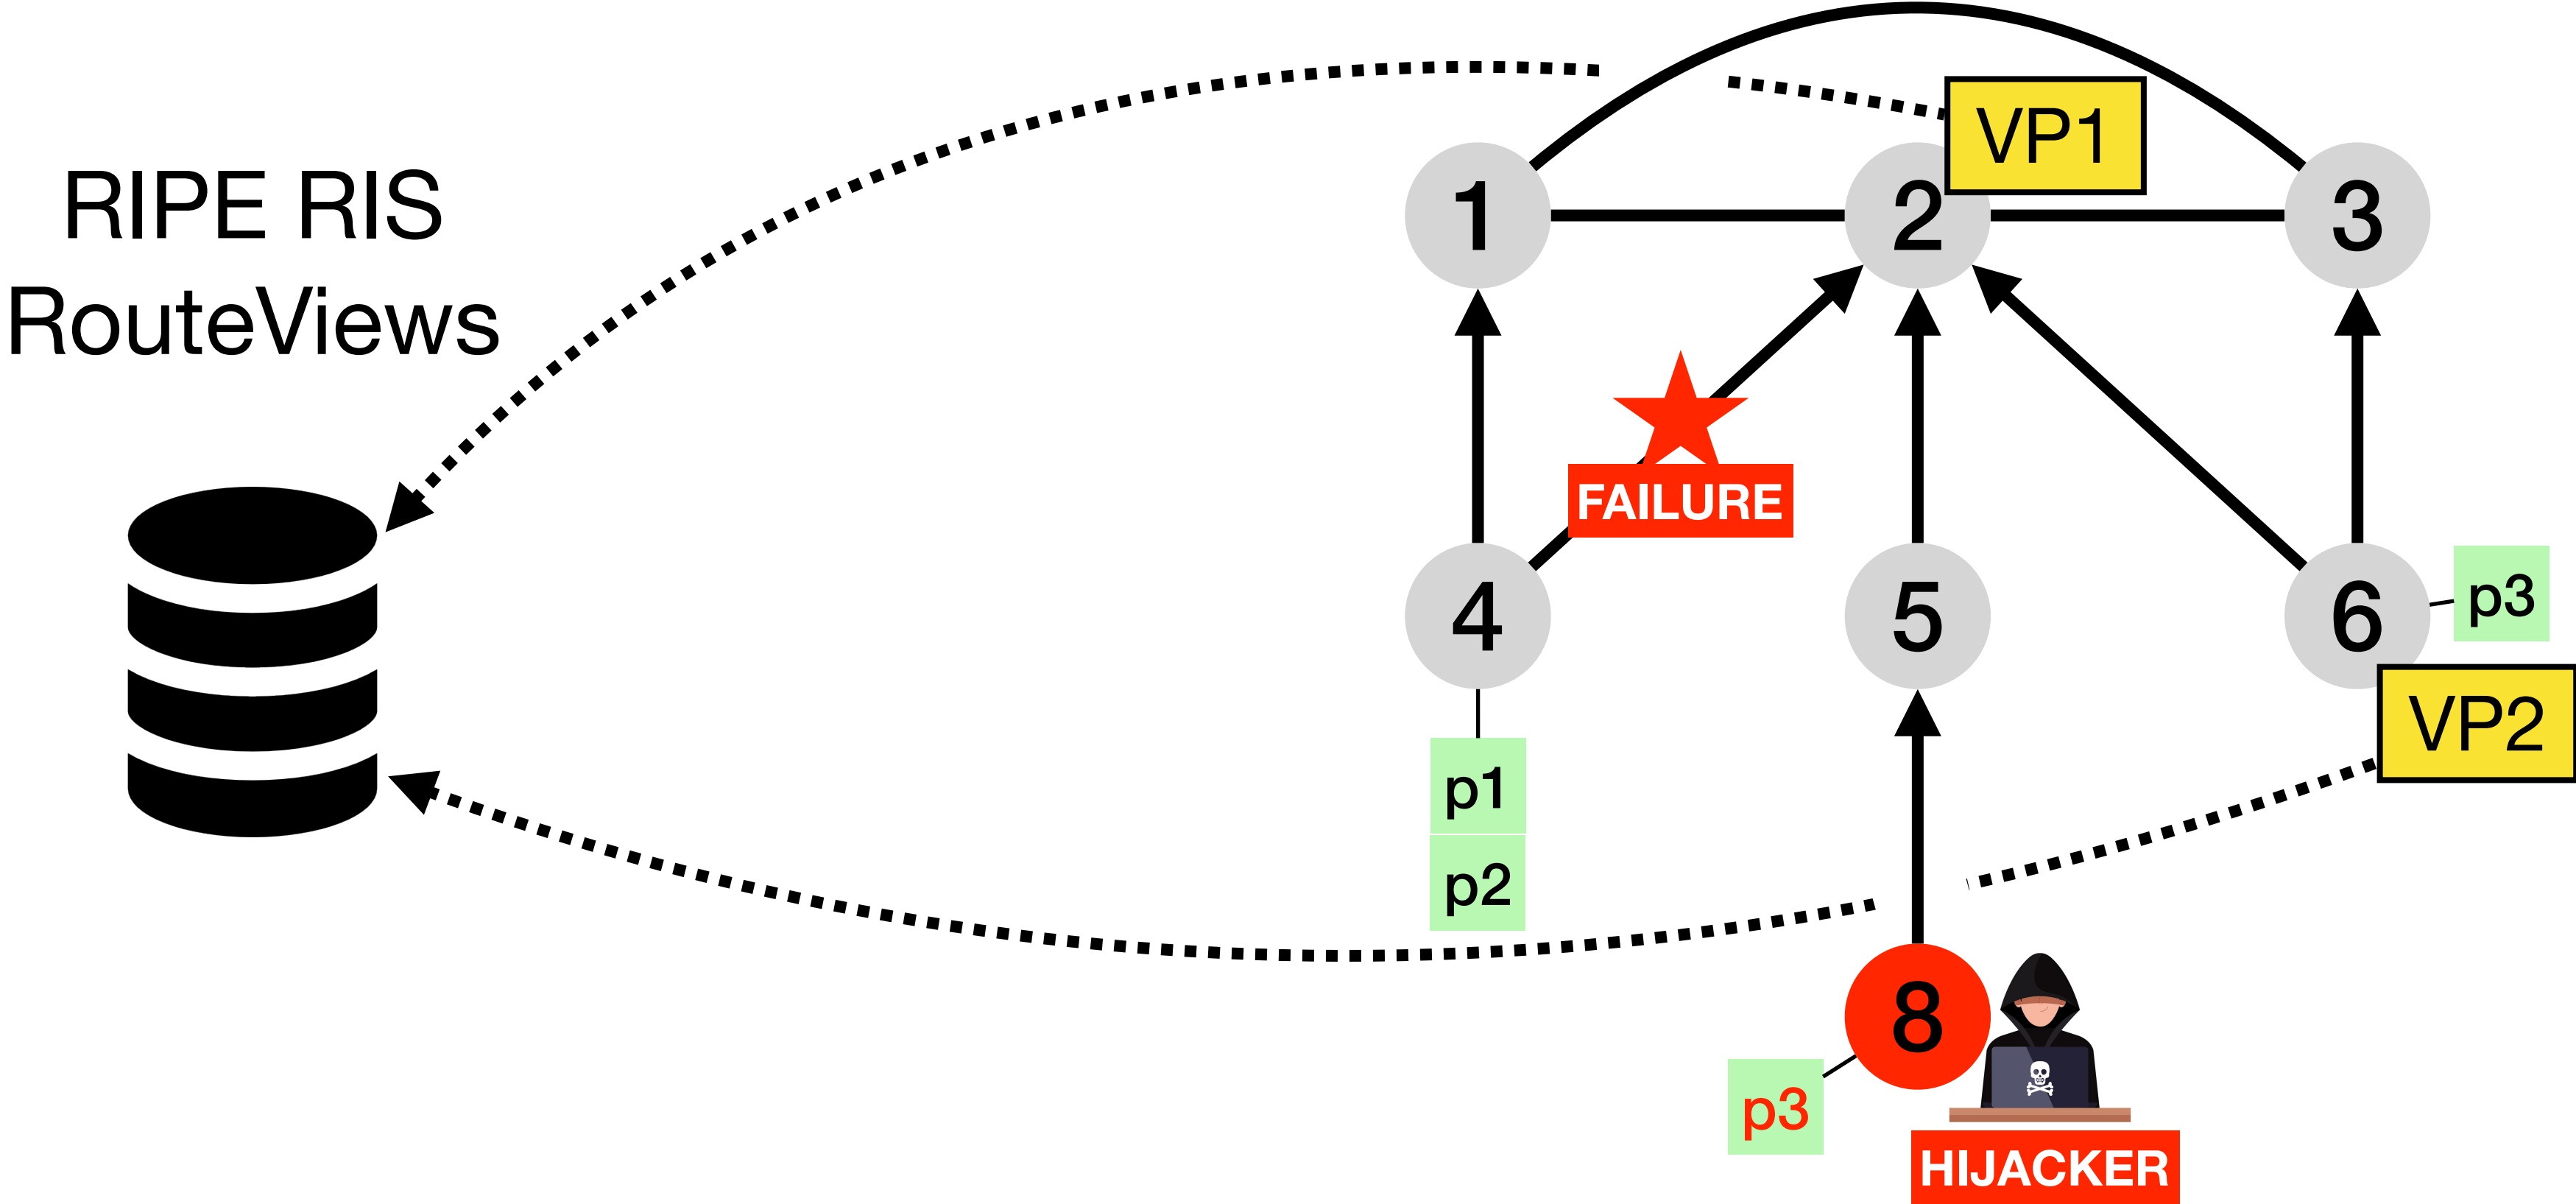 RIPE RIS
RouteViews
VP1
1
2
3
FAILURE
4
5
6
p3
VP2
p1
p2
8
p3
HIJACKER